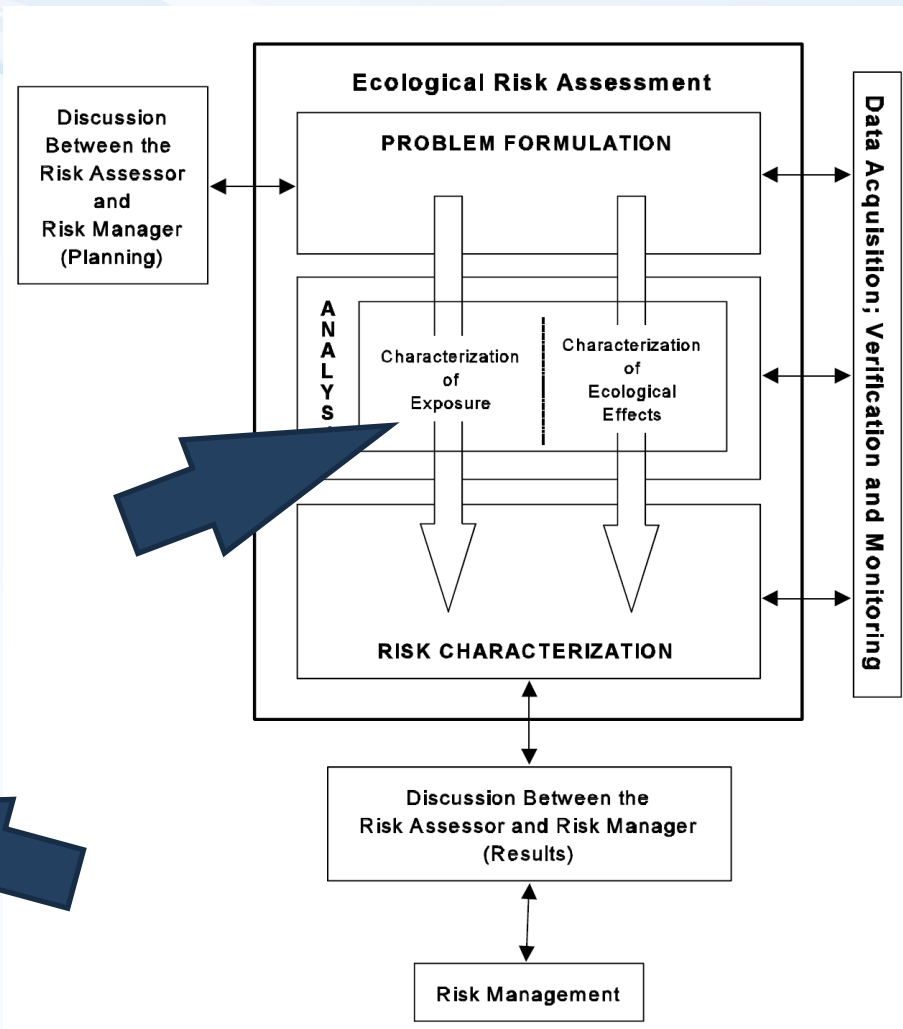 Ecological Risk Assessment
Discussion
Between the
Risk Assessor
and
Risk Manager
(Planning)
PROBLEM FORMULATION
ANALYS
Characterization
of
Exposure
Characterization
of
Ecological
Effects
RISK CHARACTERIZATION
Data Acquisition; Verification and Monitoring
Discussion Between the
Risk Assessor and Risk Manager
(Results)
Risk Management